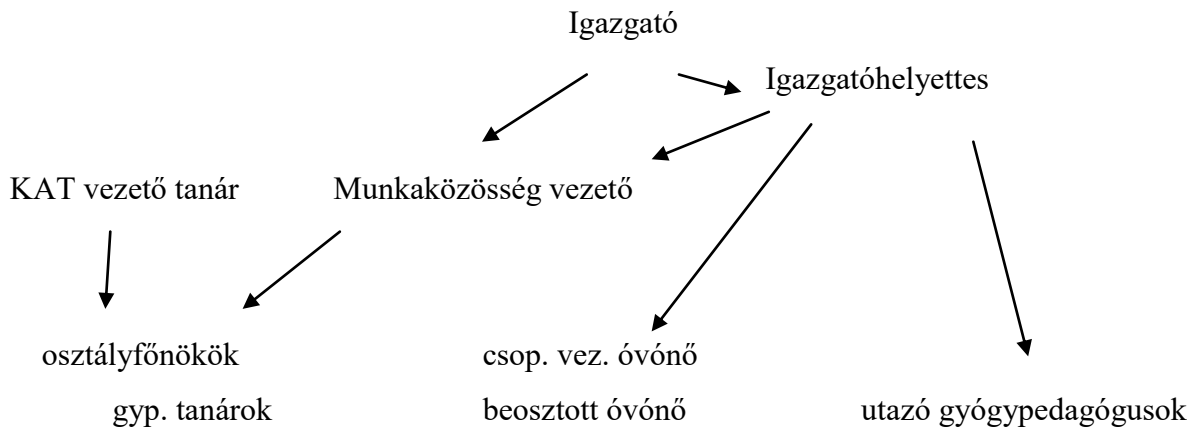 Igazgató
Igazgatóhelyettes
KAT vezető tanár
Munkaközösség vezető
osztályfőnökök
csop. vez. óvónő
gyp. tanárok
beosztott óvónő
utazó gyógypedagógusok